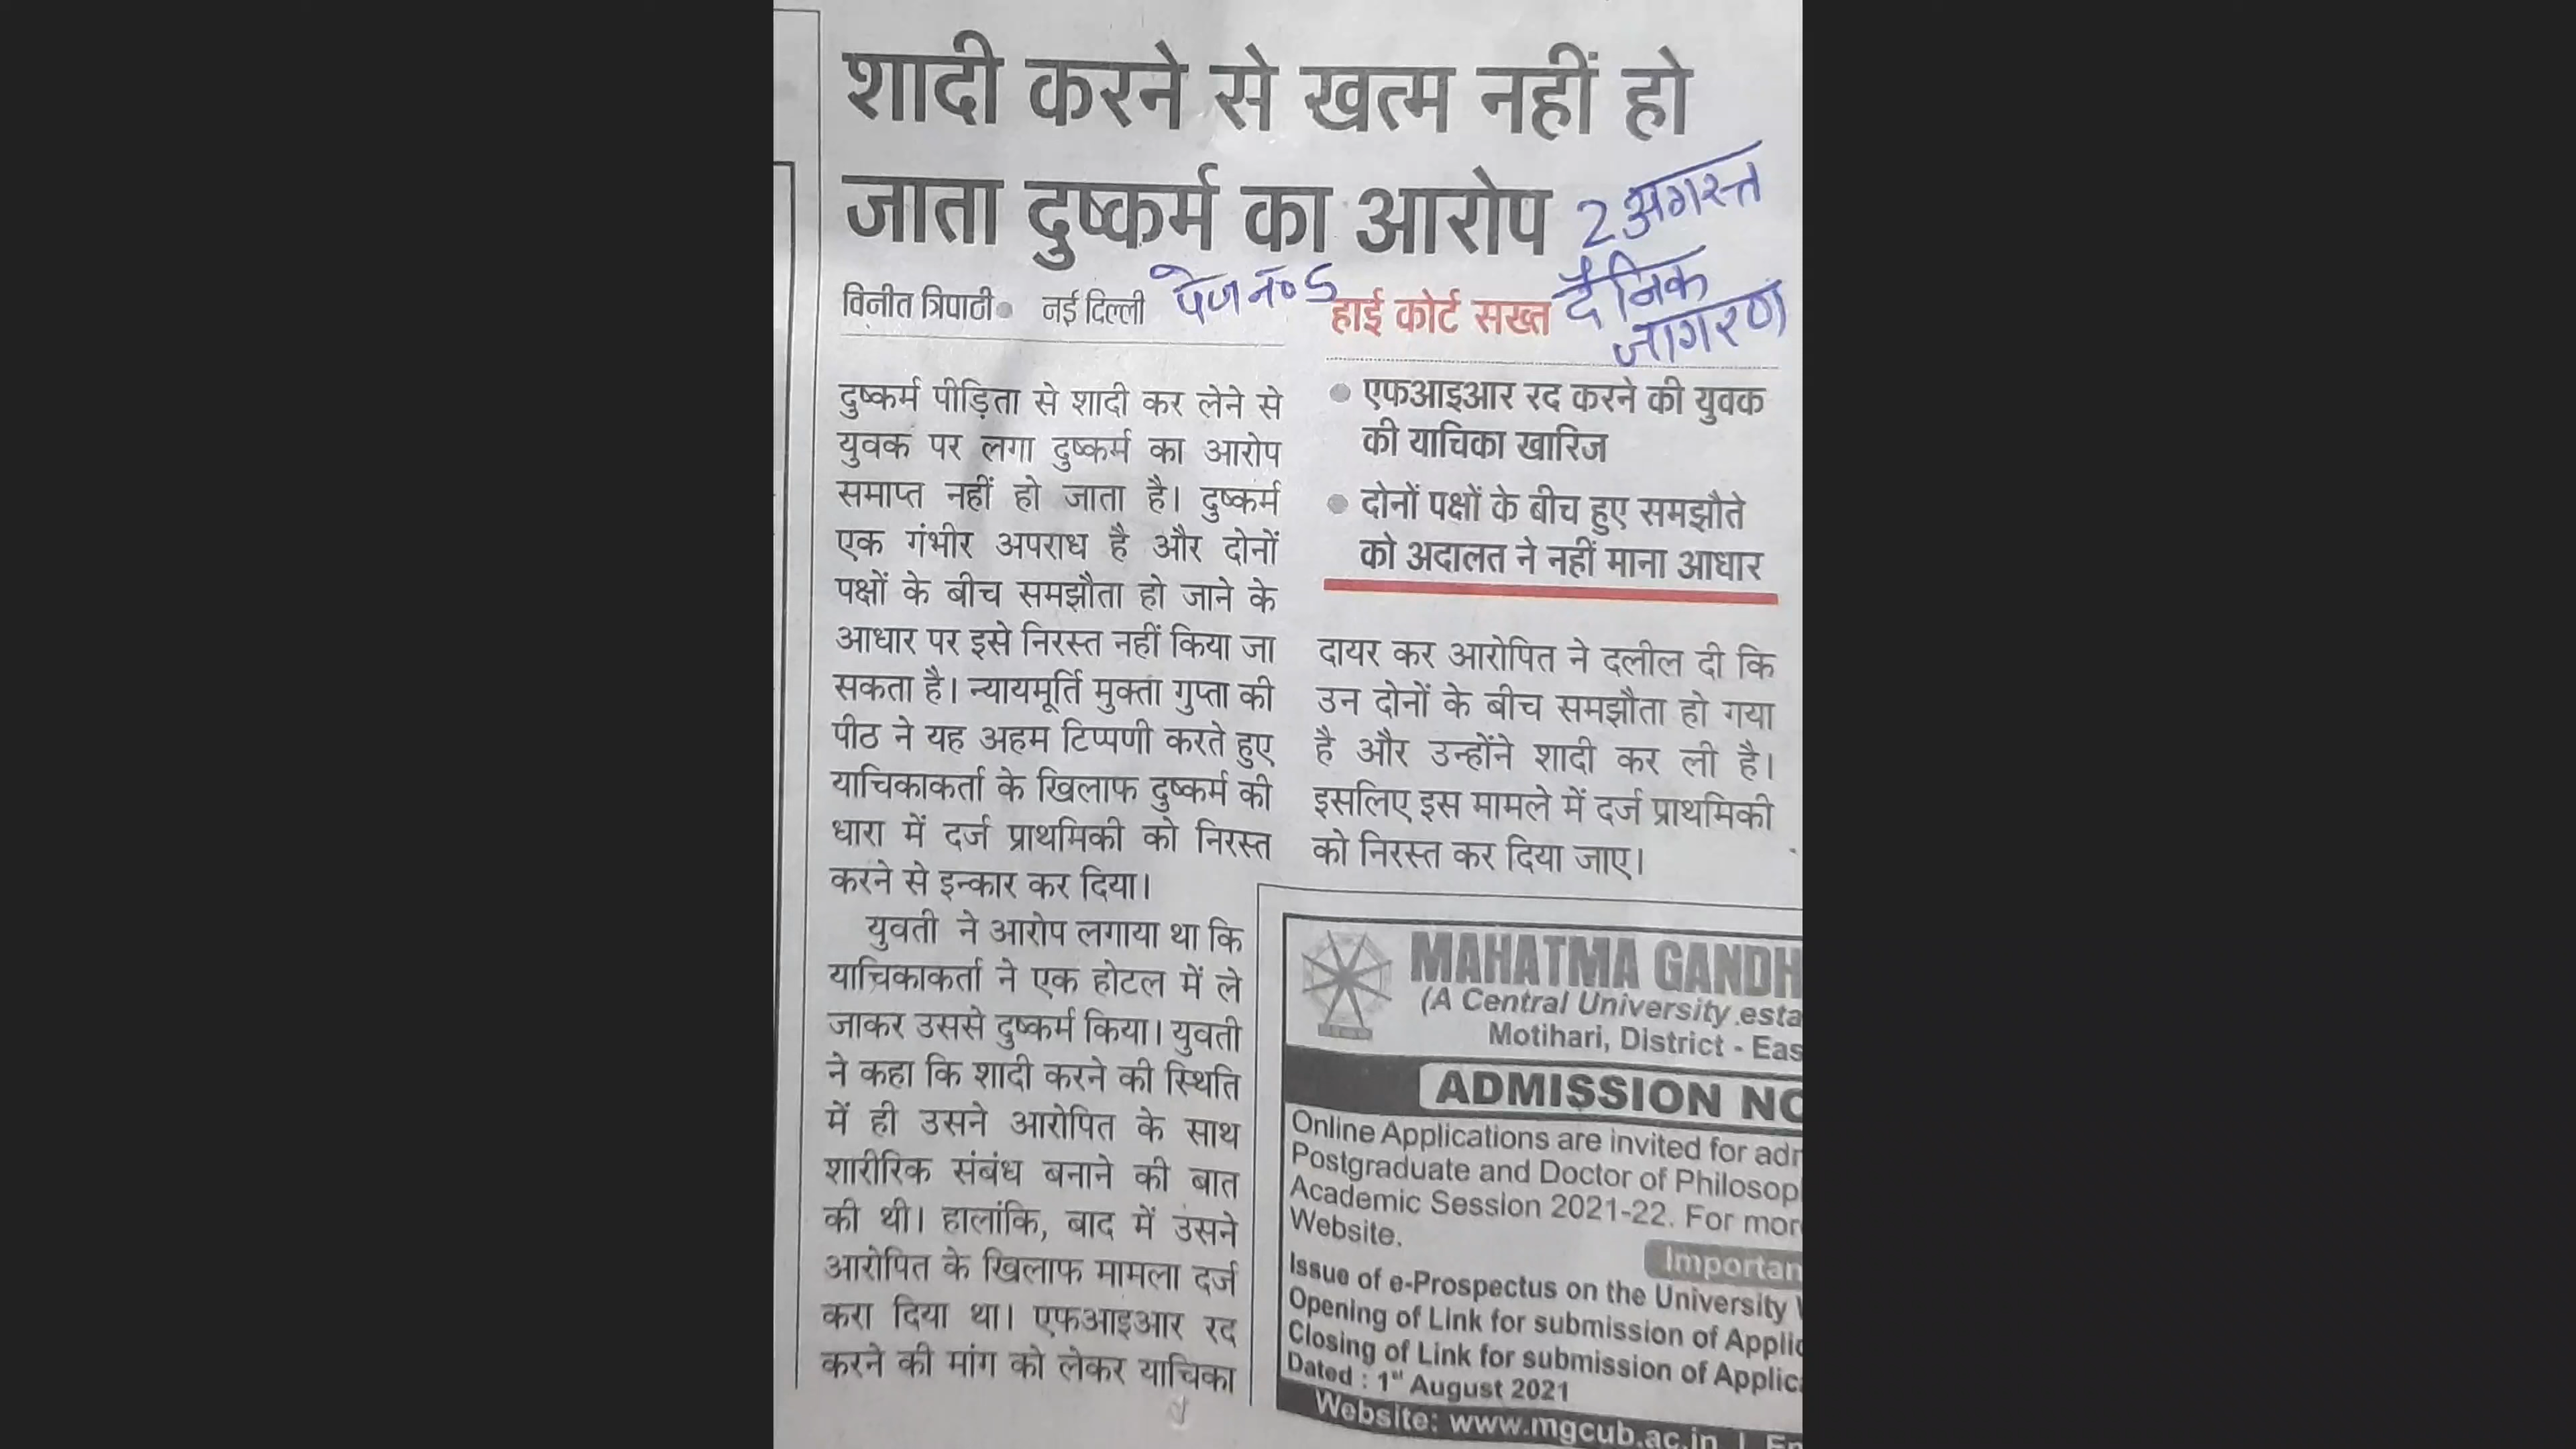 शादी करने से खत्म नहीं हो
जाता दुष्कर्म का आरोप
2 अगस्त
दैनिक
जागरण
पेज न० 5
विनीत त्रिपाठी● नई दिल्ली
दुष्कर्म पीड़िता से शादी कर लेने से
युवक पर लगा दुष्कर्म का आरोप
समाप्त नहीं हो जाता है। दुष्कर्म
एक गंभीर अपराध है और दोनों
पक्षों के बीच समझौता हो जाने के
आधार पर इसे निरस्त नहीं किया जा
सकता है। न्यायमूर्ति मुक्ता गुप्ता की
पीठ ने यह अहम टिप्पणी करते हुए
याचिकाकर्ता के खिलाफ दुष्कर्म की
धारा में दर्ज प्राथमिकी को निरस्त
करने से इन्कार कर दिया।
युवती ने आरोप लगाया था कि
याचिकाकर्ता ने एक होटल में ले
जाकर उससे दुष्कर्म किया। युवती
ने कहा कि शादी करने की स्थिति
में ही उसने आरोपित के साथ
शारीरिक संबंध बनाने की बात
की थी। हालांकि, बाद में उसने
आरोपित के खिलाफ मामला दर्ज
करा दिया था। एफआइआर रद
करने की मांग को लेकर याचिका
हाई कोर्ट सख्त
● एफआइआर रद करने की युवक
की याचिका खारिज
● दोनों पक्षों के बीच हुए समझौते
को अदालत ने नहीं माना आधार
दायर कर आरोपित ने दलील दी कि
उन दोनों के बीच समझौता हो गया
है और उन्होंने शादी कर ली है।
इसलिए इस मामले में दर्ज प्राथमिकी
को निरस्त कर दिया जाए।
MAHATMA GANDH
(A Central University esta
Motihari, District - Eas
ADMISSION NO
Online Applications are invited for adm
Postgraduate and Doctor of Philosop
Academic Session 2021-22. For mor
Website.
Importan
Issue of e-Prospectus on the University
Opening of Link for submission of Applic
Closing of Link for submission of Applica
Dated : 1st August 2021
Website: www.mgcub.ac.in | En